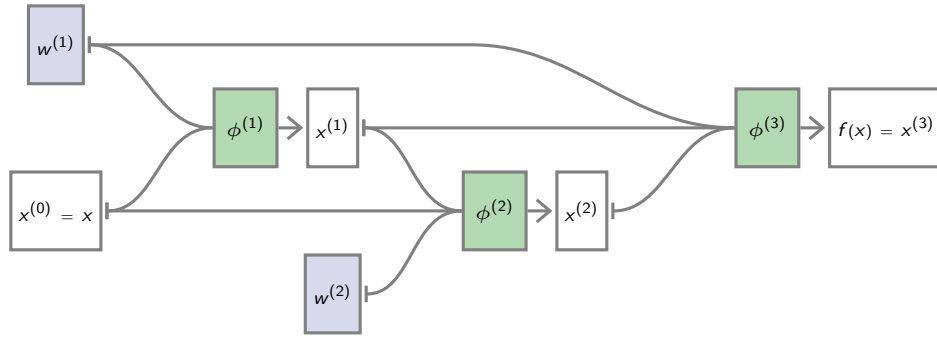 w^(1)
ϕ^(1)
x^(1)
ϕ^(3)
f(x) = x^(3)
x^(0) = x
ϕ^(2)
x^(2)
w^(2)